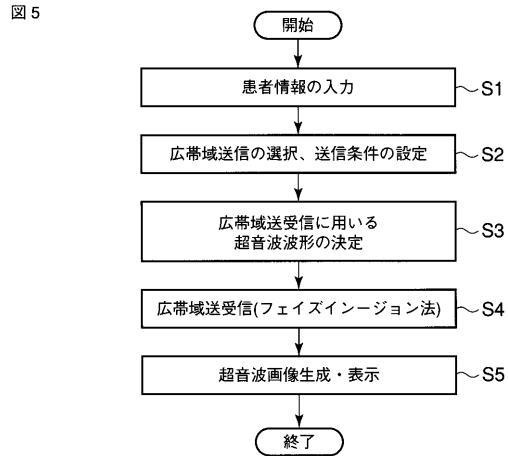 図 5
開始
患者情報の入力
S1
広帯域送信の選択、送信条件の設定
S2
広帯域送受信に用いる
超音波波形の決定
S3
広帯域送受信(フェイズインージョン法)
S4
超音波画像生成・表示
S5
終了